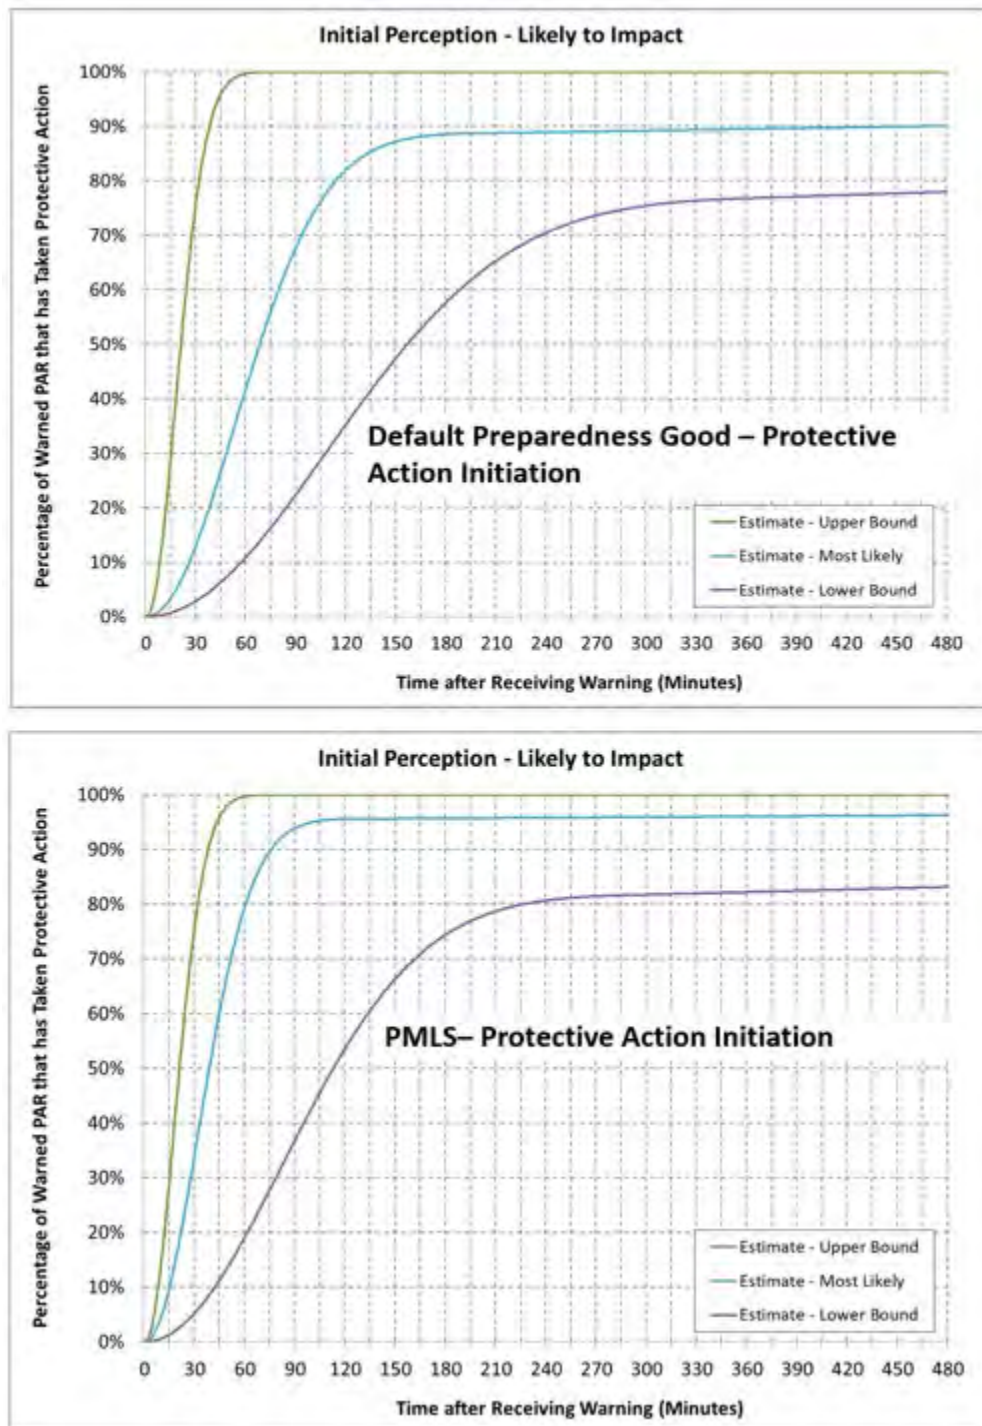 Initial Perception - Likely to Impact
Percentage of Warned PAR that has Taken Protective Action
100%
90%
80%
70%
60%
50%
40%
30%
20%
10%
0%
Default Preparedness Good – Protective
Action Initiation
Estimate - Upper Bound
Estimate - Most Likely
Estimate - Lower Bound
0 30 60 90 120 150 180 210 240 270 300 330 360 390 420 450 480
Time after Receiving Warning (Minutes)
Initial Perception - Likely to Impact
Percentage of Warned PAR that has Taken Protective Action
100%
90%
80%
70%
60%
50%
40%
30%
20%
10%
0%
PMLS– Protective Action Initiation
Estimate - Upper Bound
Estimate - Most Likely
Estimate - Lower Bound
0 30 60 90 120 150 180 210 240 270 300 330 360 390 420 450 480
Time after Receiving Warning (Minutes)